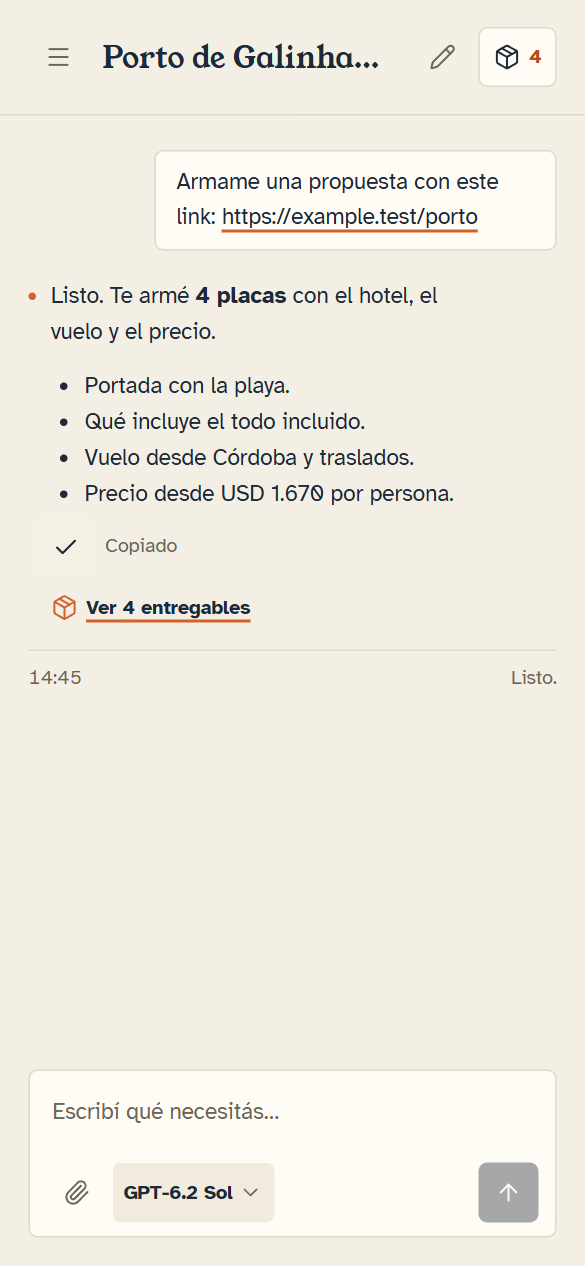 Porto de Galinha...
4
Armame una propuesta con este
link: https://example.test/porto
Listo. Te armé 4 placas con el hotel, el
vuelo y el precio.
Portada con la playa.
Qué incluye el todo incluido.
Vuelo desde Córdoba y traslados.
Precio desde USD 1.670 por persona.
Copiado
Ver 4 entregables
14:45
Listo.
Escribí qué necesitás...
GPT-6.2 Sol